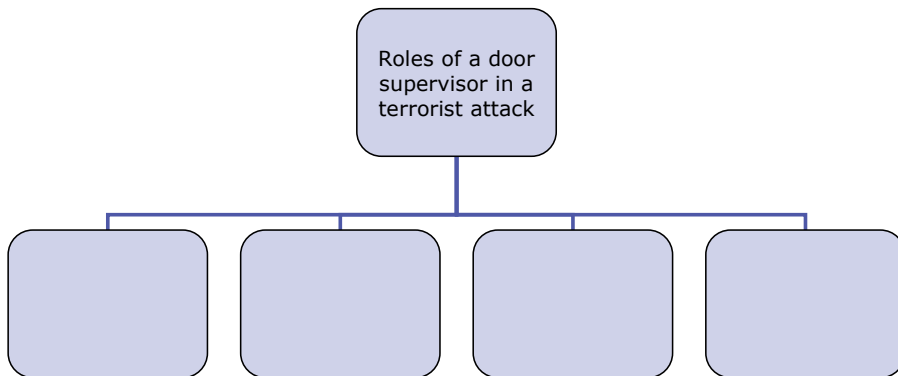 Roles of a door
supervisor in a
terrorist attack